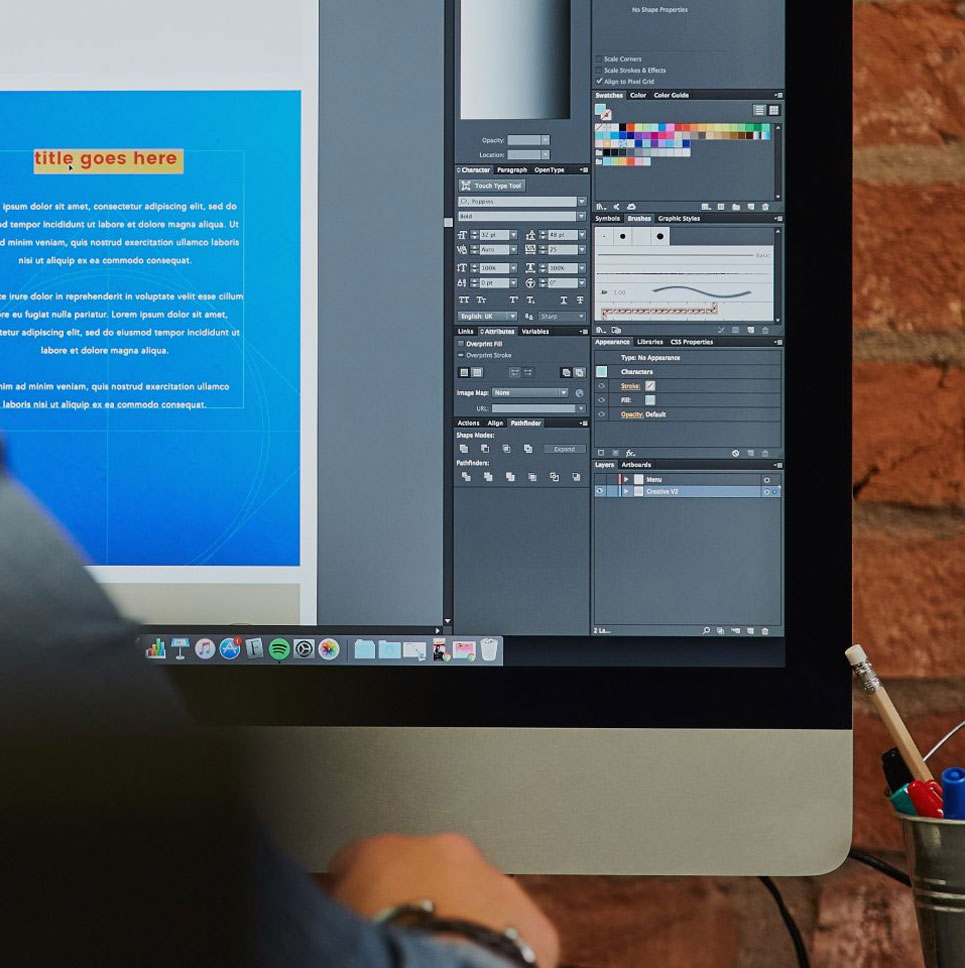 title goes here
ipsum dolor sit amet, consectetur adipiscing elit, sed do
tempor incididunt ut labore et dolore magna aliqua. Ut
minim veniam, quis nostrud exercitation ullamco laboris
nisi ut aliquip ex ea commodo consequat.
irure dolor in reprehenderit in voluptate velit esse cillum
eu fugiat nulla pariatur. Lorem ipsum dolor sit amet,
adipiscing elit, sed do eiusmod tempor incididunt ut
labore et dolore magna aliqua.
ad minim veniam, quis nostrud exercitation ullamco
laboris nisi ut aliquip ex ea commodo consequat.
Opacity:
Location:
Character Paragraph OpenType
Touch Type Tool
Poppins
Bold
32 pt 48 pt
Auto 25
100% 100%
0 pt 0°
English: UK Sharp
Links Attributes Variables
Overprint Fill
Overprint Stroke
Image Map: None
URL:
Actions Align Pathfinder
Shape Modes:
Expand
Pathfinders:
No Shape Properties
Scale Corners
Scale Strokes & Effects
Align to Pixel Grid
Swatches Color Color Guide
Symbols Brushes Graphic Styles
Basic
1.00
Appearance Libraries CSS Properties
Type: No Appearance
Characters
Stroke:
Fill:
Opacity: Default
fx
Layers Artboards
Menu
Creative V2
2 La...